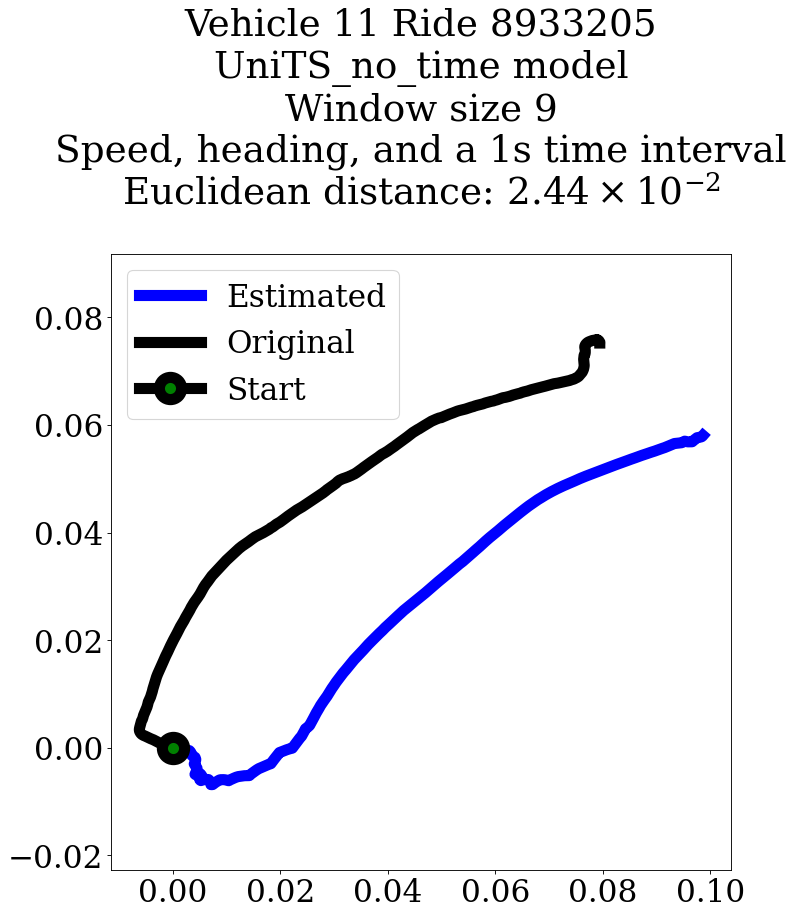 Vehicle 11 Ride 8933205
UniTS_no_time model
Window size 9
Speed, heading, and a 1s time interval
Euclidean distance: 2.44 × 10⁻²
Estimated
Original
Start
0.08
0.06
0.04
0.02
0.00
−0.02
0.00 0.02 0.04 0.06 0.08 0.10